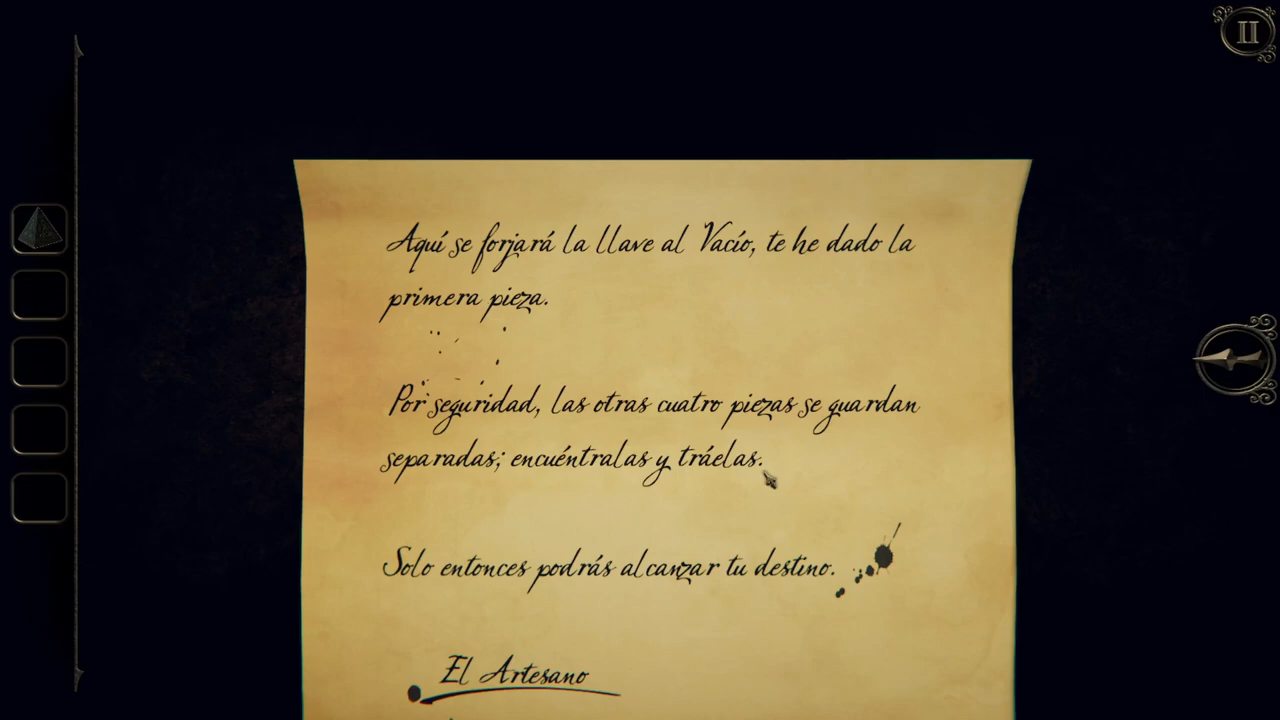 Aquí se forjará la llave al Vacío, te he dado la
primera pieza.
Por seguridad, las otras cuatro piezas se guardan
separadas; encuéntralas y tráelas.
Solo entonces podrás alcanzar tu destino.
El Artesano